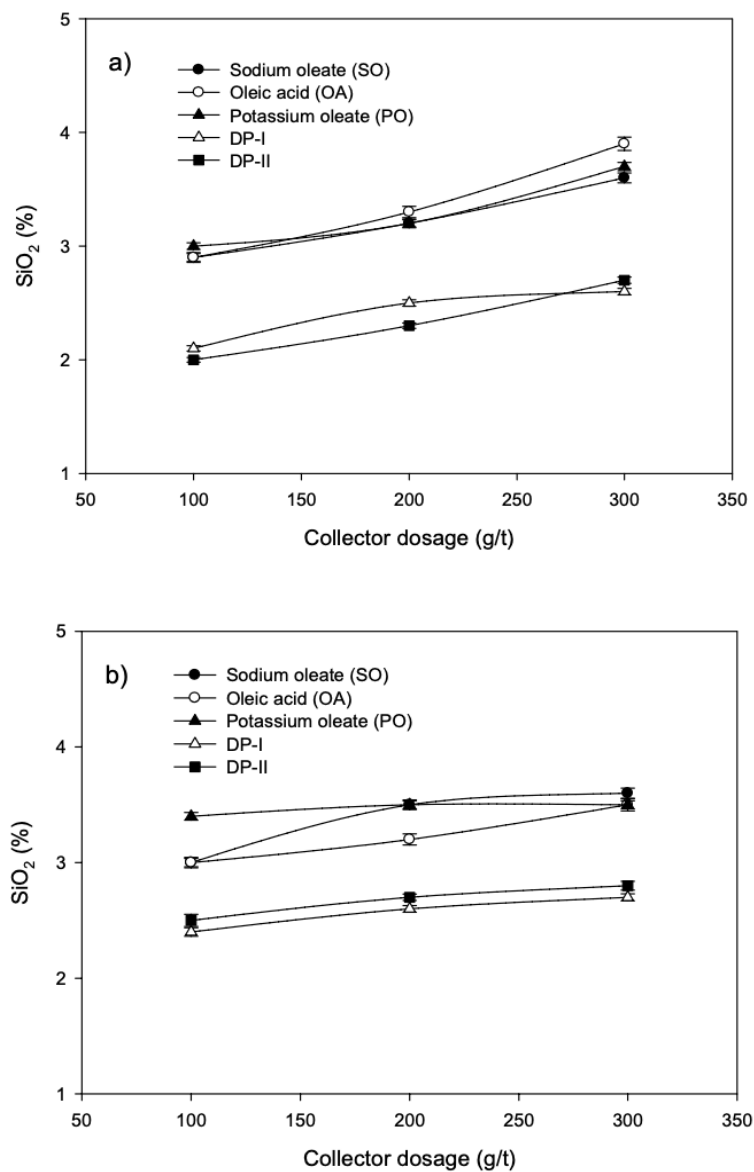 5
a)
Sodium oleate (SO)
Oleic acid (OA)
Potassium oleate (PO)
DP-I
DP-II
4
3
2
1
SiO₂ (%)
50 100 150 200 250 300 350
Collector dosage (g/t)
5
b)
Sodium oleate (SO)
Oleic acid (OA)
Potassium oleate (PO)
DP-I
DP-II
4
3
2
1
SiO₂ (%)
50 100 150 200 250 300 350
Collector dosage (g/t)